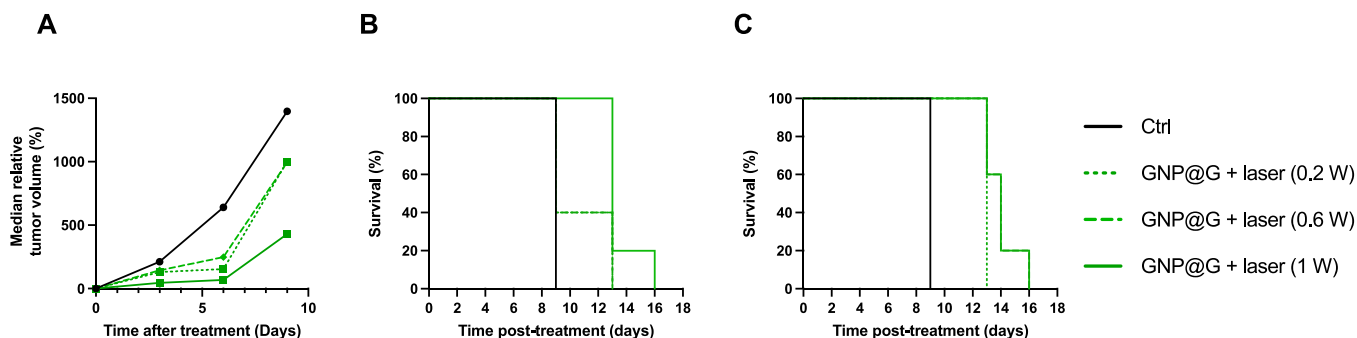 A
B
C
Median relative
tumor volume (%)
1500
1000
500
0
0
5
10
Time after treatment (Days)
Survival (%)
100
80
60
40
20
0
0 2 4 6 8 10 12 14 16 18
Time post-treatment (days)
Survival (%)
100
80
60
40
20
0
0 2 4 6 8 10 12 14 16 18
Time post-treatment (days)
Ctrl
GNP@G + laser (0.2 W)
GNP@G + laser (0.6 W)
GNP@G + laser (1 W)